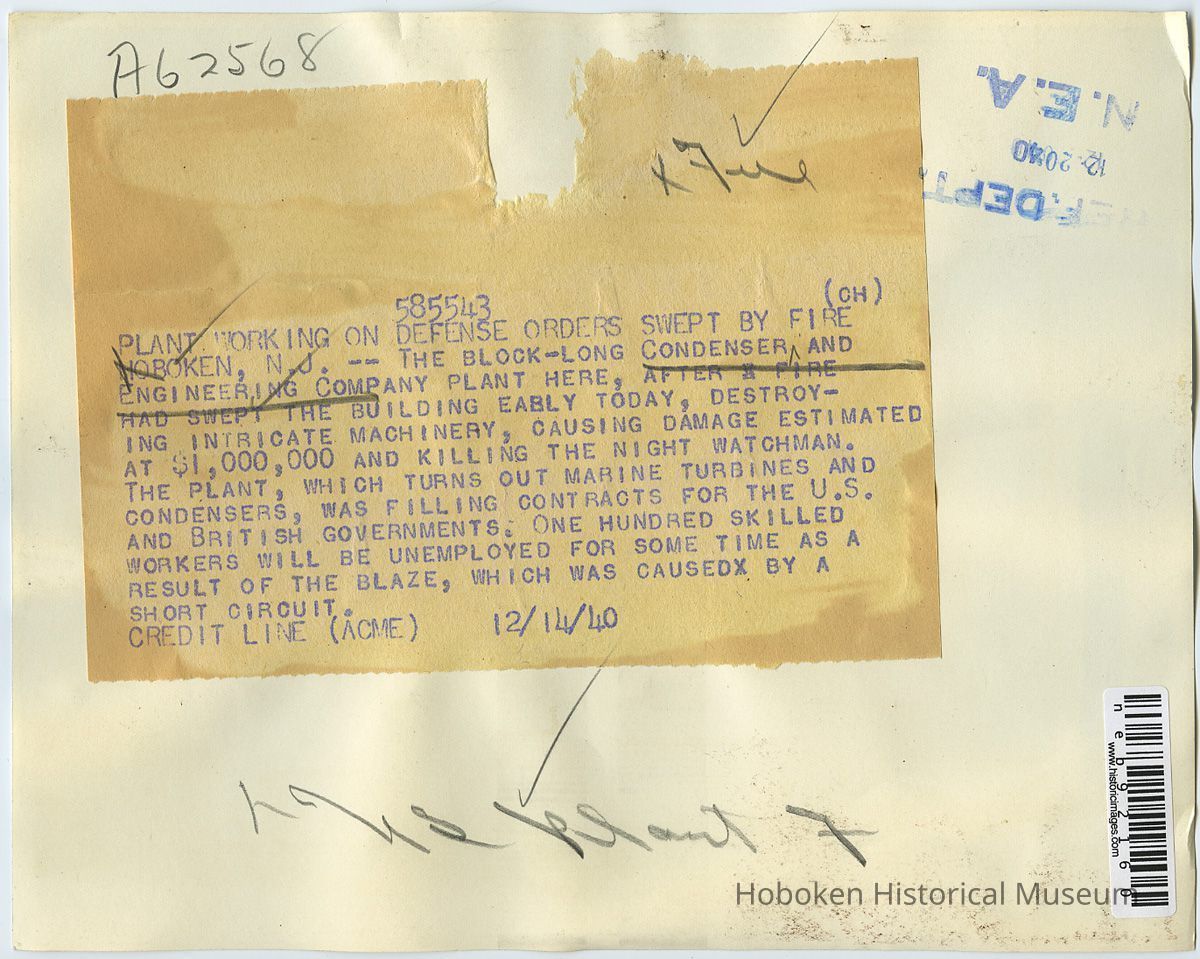 A62568
N.E.A.
12-20-40
REF. DEPT.
x Fire
585543 (CH)
PLANT WORKING ON DEFENSE ORDERS SWEPT BY FIRE
HOBOKEN, N.J. -- THE BLOCK-LONG CONDENSER, AND
ENGINEERING COMPANY PLANT HERE, AFTER X FIRE
HAD SWEPT THE BUILDING EABLY TODAY, DESTROY-
ING INTRICATE MACHINERY, CAUSING DAMAGE ESTIMATED
AT $1,000,000 AND KILLING THE NIGHT WATCHMAN.
THE PLANT, WHICH TURNS OUT MARINE TURBINES AND
CONDENSERS, WAS FILLING CONTRACTS FOR THE U.S.
AND BRITISH GOVERNMENTS. ONE HUNDRED SKILLED
WORKERS WILL BE UNEMPLOYED FOR SOME TIME AS A
RESULT OF THE BLAZE, WHICH WAS CAUSEDX BY A
SHORT CIRCUIT.
CREDIT LINE (ACME) 12/14/40
neb92160
www.historicimages.com
Hoboken Historical Museum